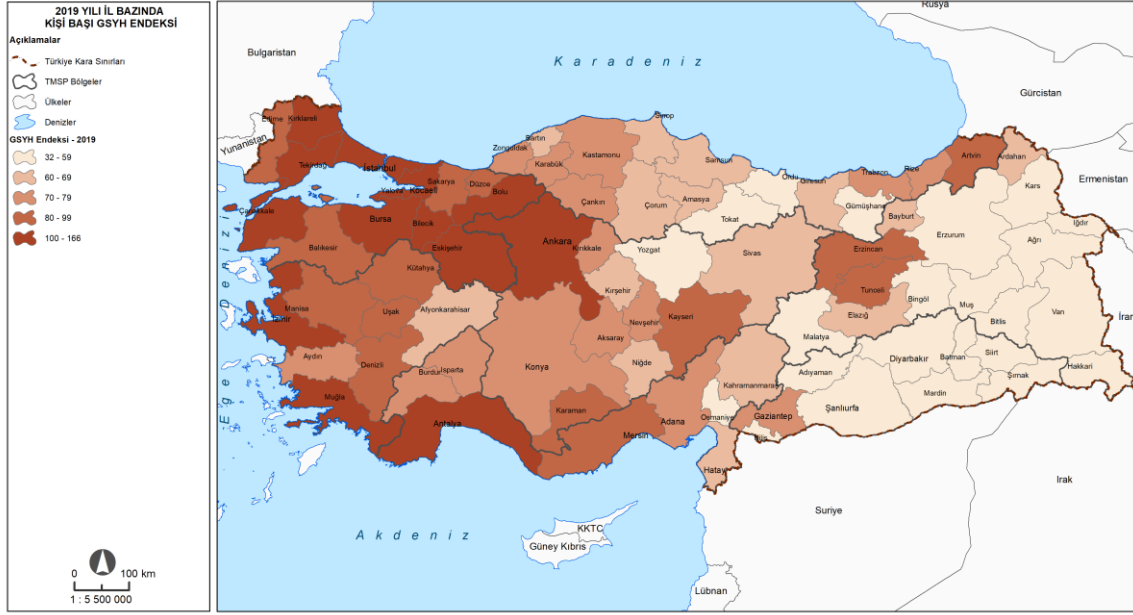 2019 YILI İL BAZINDA
KİŞİ BAŞI GSYH ENDEKSİ
Açıklamalar
Türkiye Kara Sınırları
TMSP Bölgeler
Ülkeler
Denizler
GSYH Endeksi - 2019
32 - 59
60 - 69
70 - 79
80 - 99
100 - 166
0 100 km
1 : 5 500 000
Rusya
Bulgaristan
Karadeniz
Gürcistan
Yunanistan
Ermenistan
İran
Irak
Suriye
Lübnan
KKTC
Güney Kıbrıs
Akdeniz
Ege Denizi
Edirne
Kırklareli
Tekirdağ
İstanbul
Yalova
Kocaeli
Sakarya
Düzce
Bolu
Zonguldak
Bartın
Karabük
Kastamonu
Sinop
Çankırı
Çorum
Samsun
Amasya
Tokat
Ordu
Giresun
Gümüşhane
Trabzon
Rize
Artvin
Ardahan
Kars
Iğdır
Bayburt
Erzurum
Ağrı
Çanakkale
Balıkesir
Bursa
Bilecik
Eskişehir
Kütahya
Ankara
Kırıkkale
Yozgat
Sivas
Erzincan
Tunceli
Bingöl
Muş
Van
Bitlis
Elazığ
Malatya
Manisa
İzmir
Uşak
Afyonkarahisar
Kırşehir
Nevşehir
Kayseri
Aksaray
Niğde
Konya
Aydın
Denizli
Burdur
Isparta
Muğla
Antalya
Karaman
Mersin
Adana
Osmaniye
Kahramanmaraş
Gaziantep
Kilis
Hatay
Adıyaman
Şanlıurfa
Diyarbakır
Batman
Siirt
Mardin
Şırnak
Hakkari